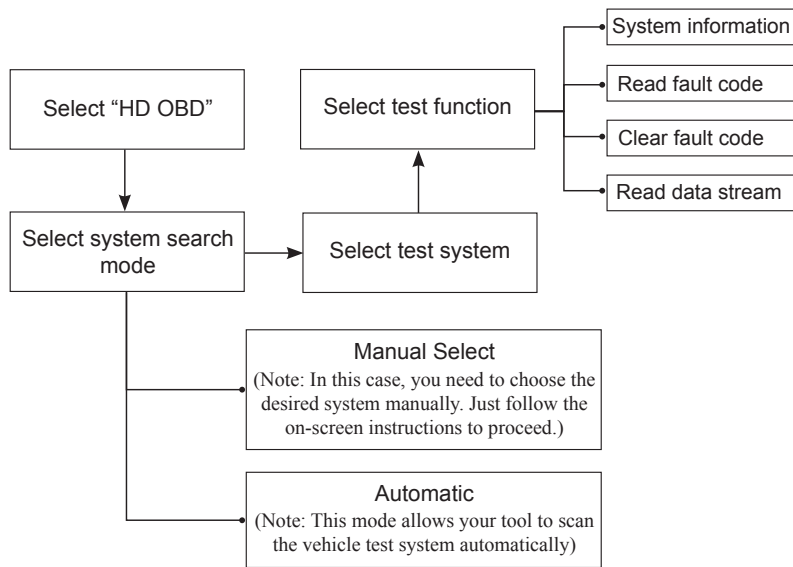 Select “HD OBD”
Select system search
mode
Select test system
Select test function
System information
Read fault code
Clear fault code
Read data stream
Manual Select
(Note: In this case, you need to choose the
desired system manually. Just follow the
on-screen instructions to proceed.)
Automatic
(Note: This mode allows your tool to scan
the vehicle test system automatically)